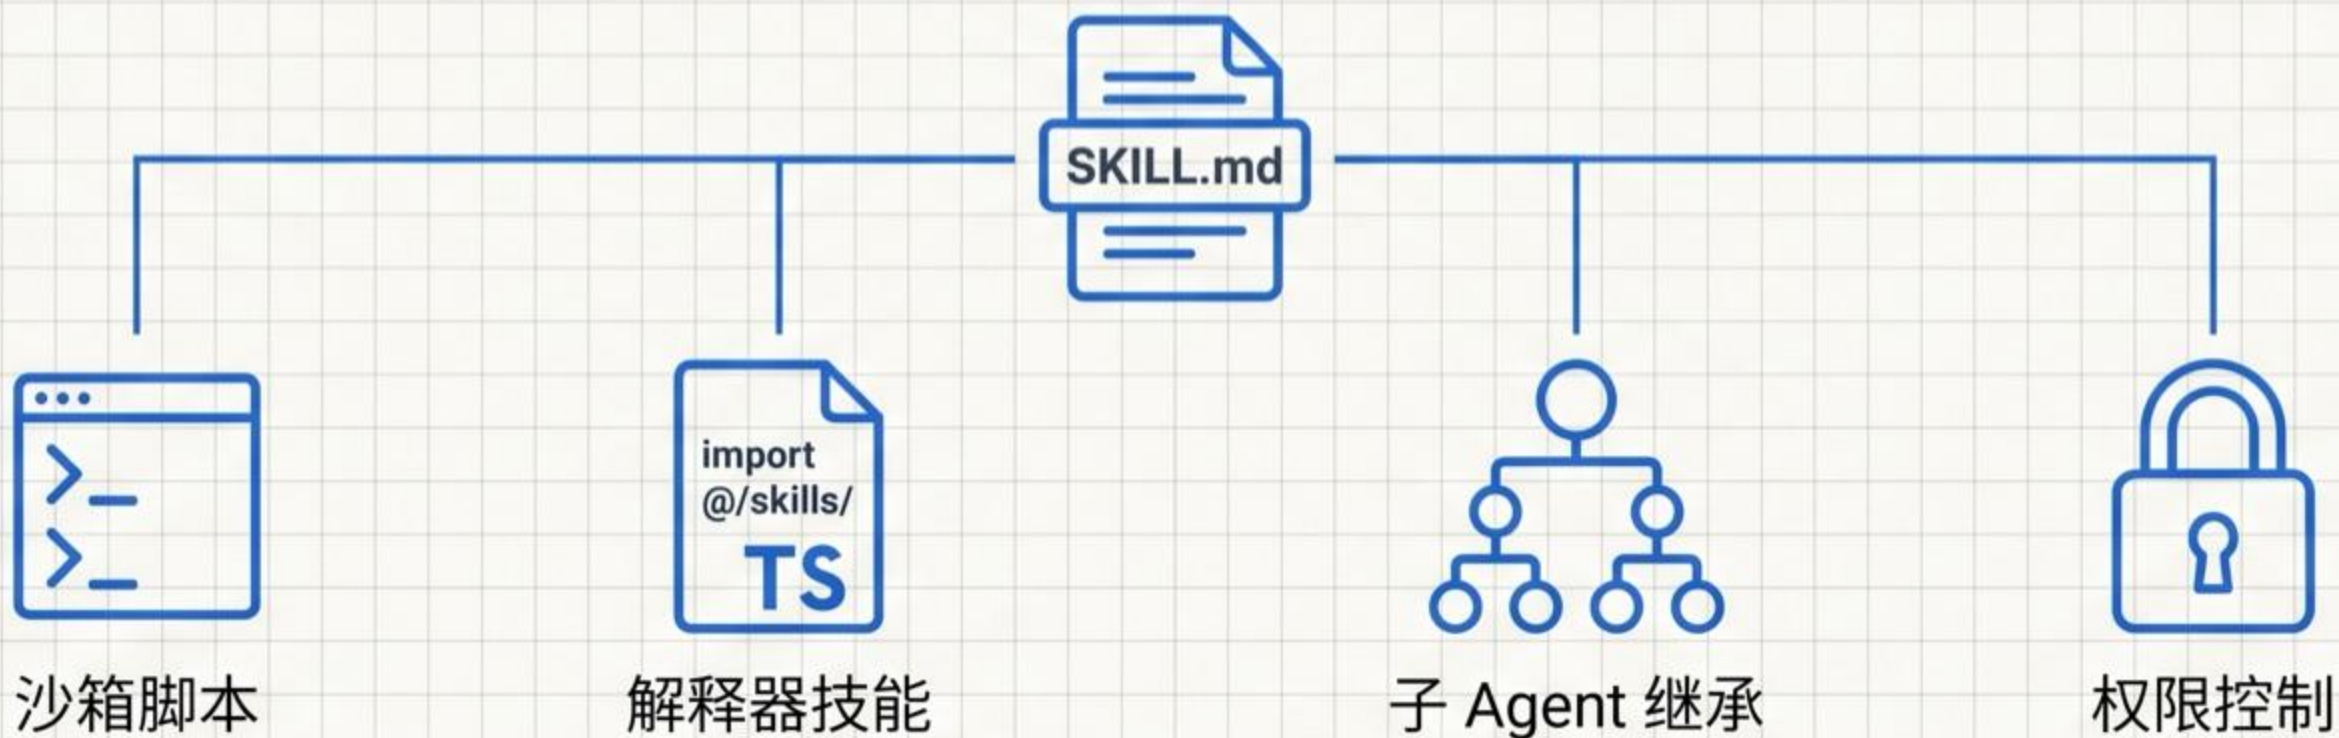 SKILL.md
import
@/skills/
TS
沙箱脚本
解释器技能
子 Agent 继承
权限控制